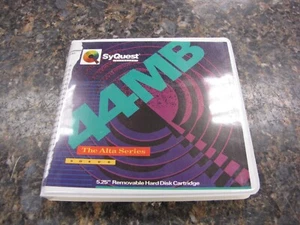 SyQuest
44MB
The Alta Series
5.25" Removable Hard Disk Cartridge